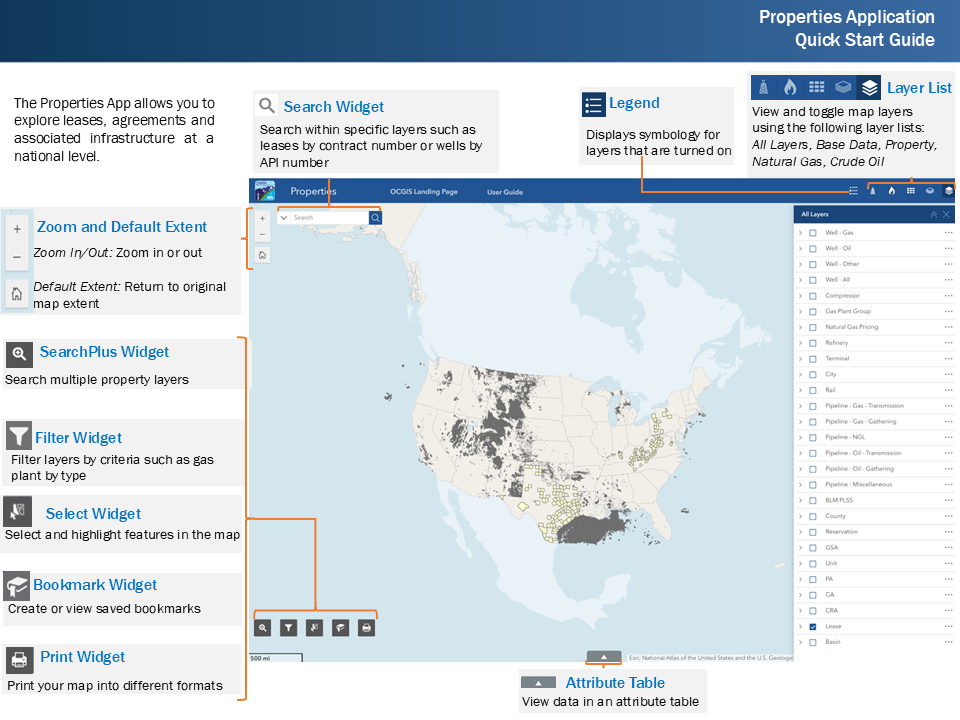 Properties Application
Quick Start Guide
The Properties App allows you to
explore leases, agreements and
associated infrastructure at a
national level.
Search Widget
Search within specific layers such as
leases by contract number or wells by
API number
Legend
Displays symbology for
layers that are turned on
Layer List
View and toggle map layers
using the following layer lists:
All Layers, Base Data, Property,
Natural Gas, Crude Oil
Zoom and Default Extent
Zoom In/Out: Zoom in or out
Default Extent: Return to original
map extent
SearchPlus Widget
Search multiple property layers
Filter Widget
Filter layers by criteria such as gas
plant by type
Select Widget
Select and highlight features in the map
Bookmark Widget
Create or view saved bookmarks
Print Widget
Print your map into different formats
Properties
OCGIS Landing Page
User Guide
Search
All Layers
Well - Gas
Well - Oil
Well - Other
Well - All
Compressor
Gas Plant Group
Natural Gas Pricing
Refinery
Terminal
City
Rail
Pipeline - Gas - Transmission
Pipeline - Gas - Gathering
Pipeline - NGL
Pipeline - Oil - Transmission
Pipeline - Oil - Gathering
Pipeline - Miscellaneous
BLM PLSS
County
Reservation
GSA
Unit
PA
CA
CRA
Lease
Basin
500 mi
Esri; National Atlas of the United States and the U.S. Geologic
Attribute Table
View data in an attribute table